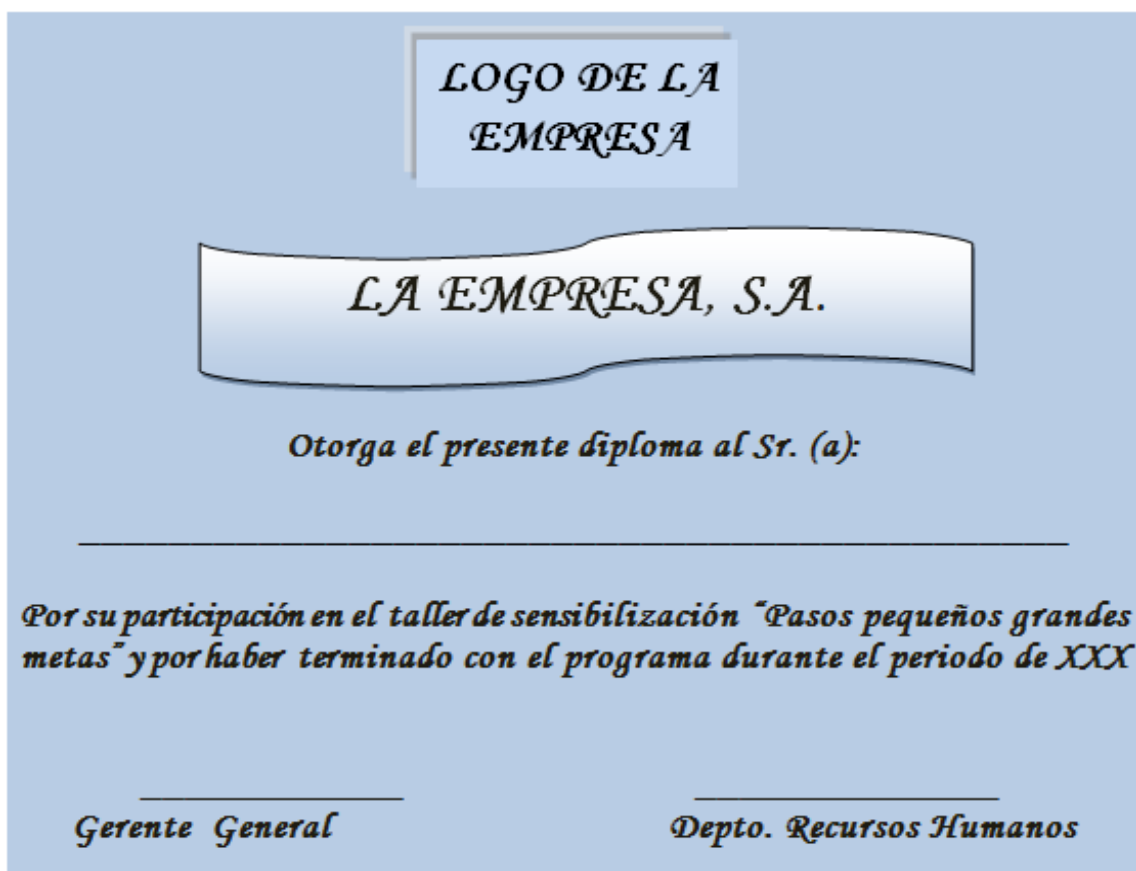 LOGO DE LA
EMPRESA
LA EMPRESA, S.A.
Otorga el presente diploma al Sr. (a):
Por su participación en el taller de sensibilización “Pasos pequeños grandes
metas” y por haber terminado con el programa durante el periodo de XXX
Gerente General Depto. Recursos Humanos